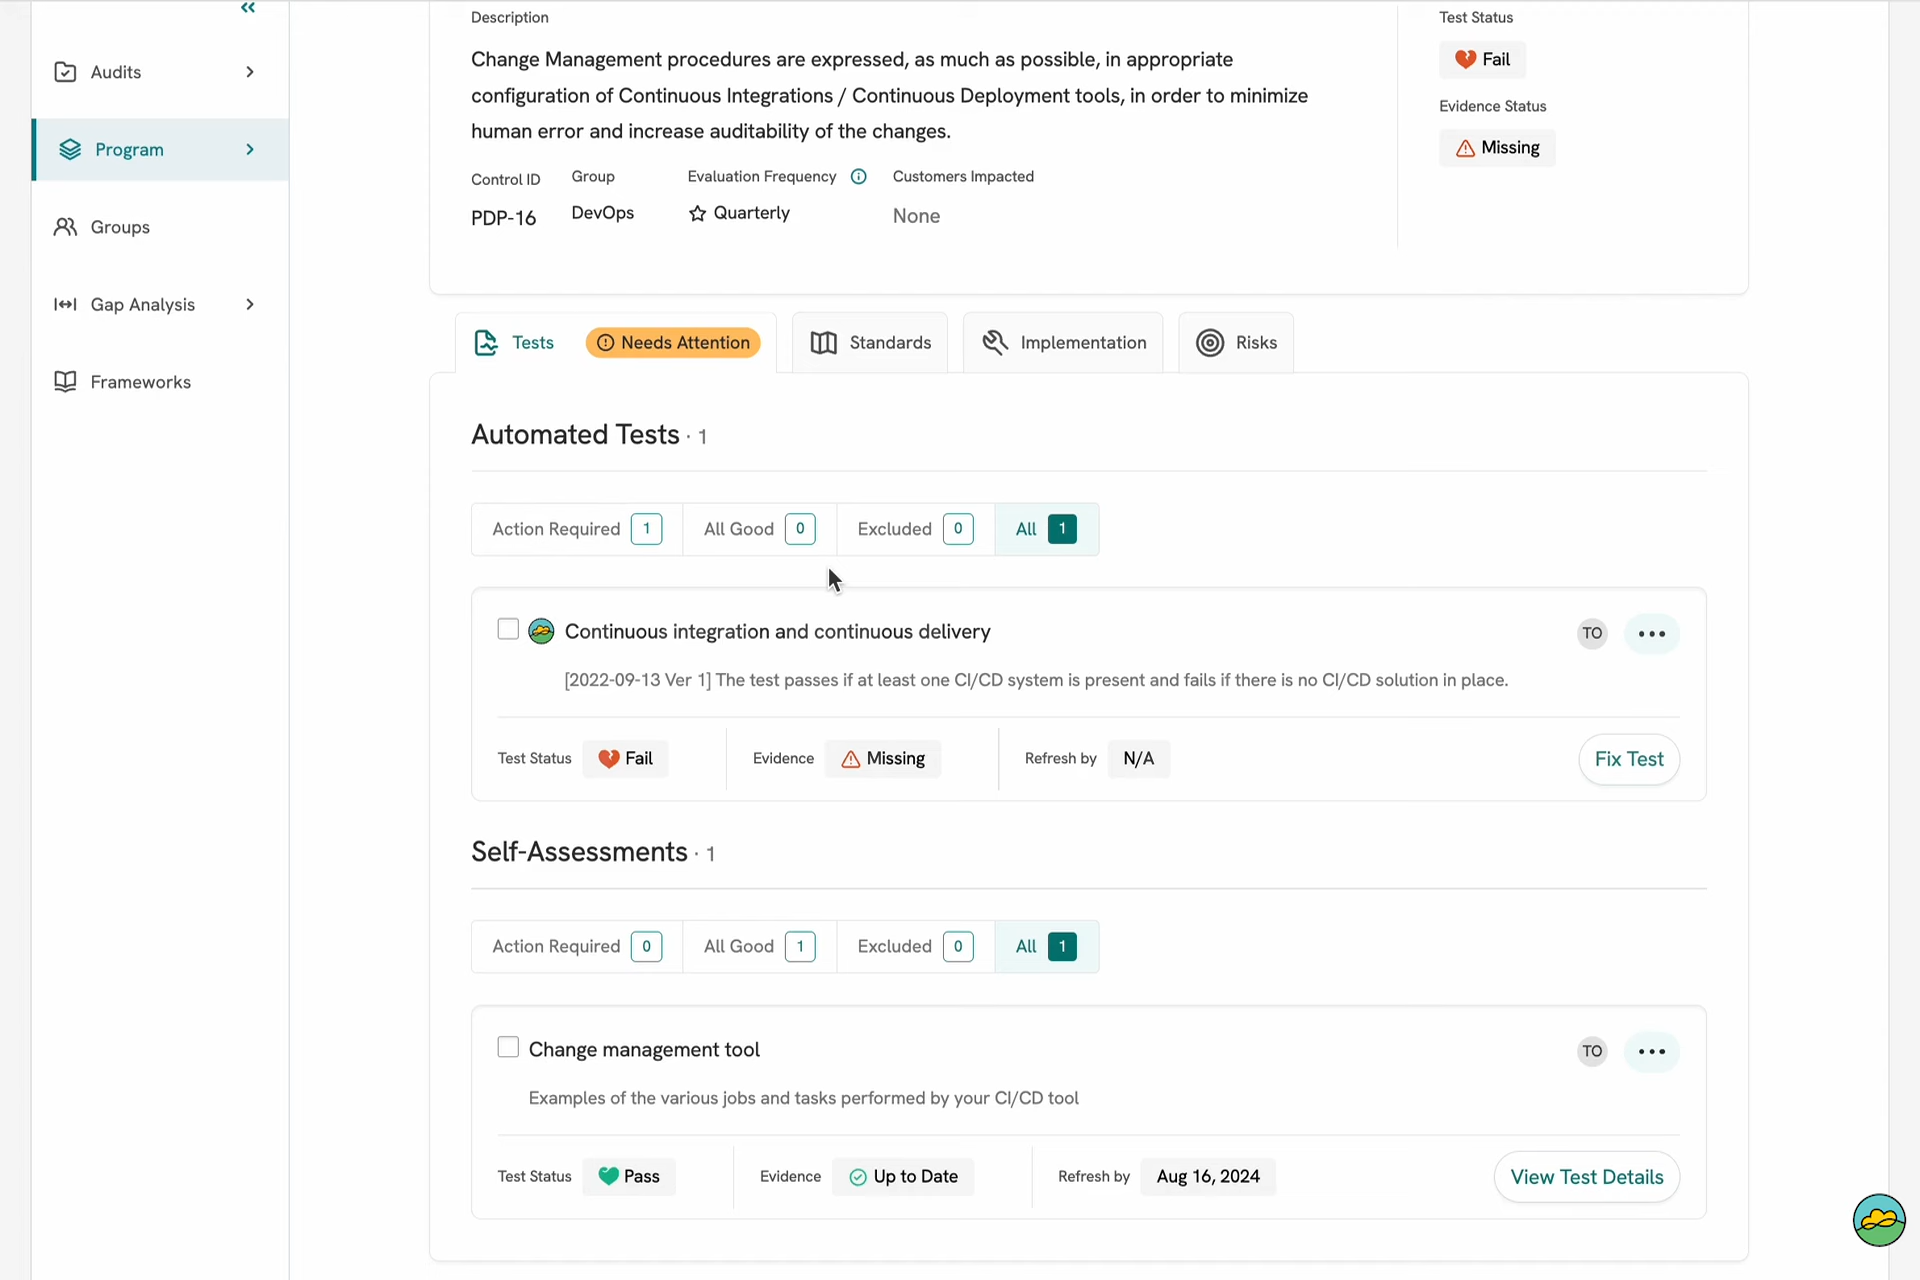 Audits
Program
Groups
Gap Analysis
Frameworks
Description
Change Management procedures are expressed, as much as possible, in appropriate
configuration of Continuous Integrations / Continuous Deployment tools, in order to minimize
human error and increase auditability of the changes.
Control ID
PDP-16
Group
DevOps
Evaluation Frequency
Quarterly
Customers Impacted
None
Test Status
Fail
Evidence Status
Missing
Tests
Needs Attention
Standards
Implementation
Risks
Automated Tests · 1
Action Required 1
All Good 0
Excluded 0
All 1
Continuous integration and continuous delivery
TO
[2022-09-13 Ver 1] The test passes if at least one CI/CD system is present and fails if there is no CI/CD solution in place.
Test Status Fail
Evidence Missing
Refresh by N/A
Fix Test
Self-Assessments · 1
Action Required 0
All Good 1
Excluded 0
All 1
Change management tool
TO
Examples of the various jobs and tasks performed by your CI/CD tool
Test Status Pass
Evidence Up to Date
Refresh by Aug 16, 2024
View Test Details